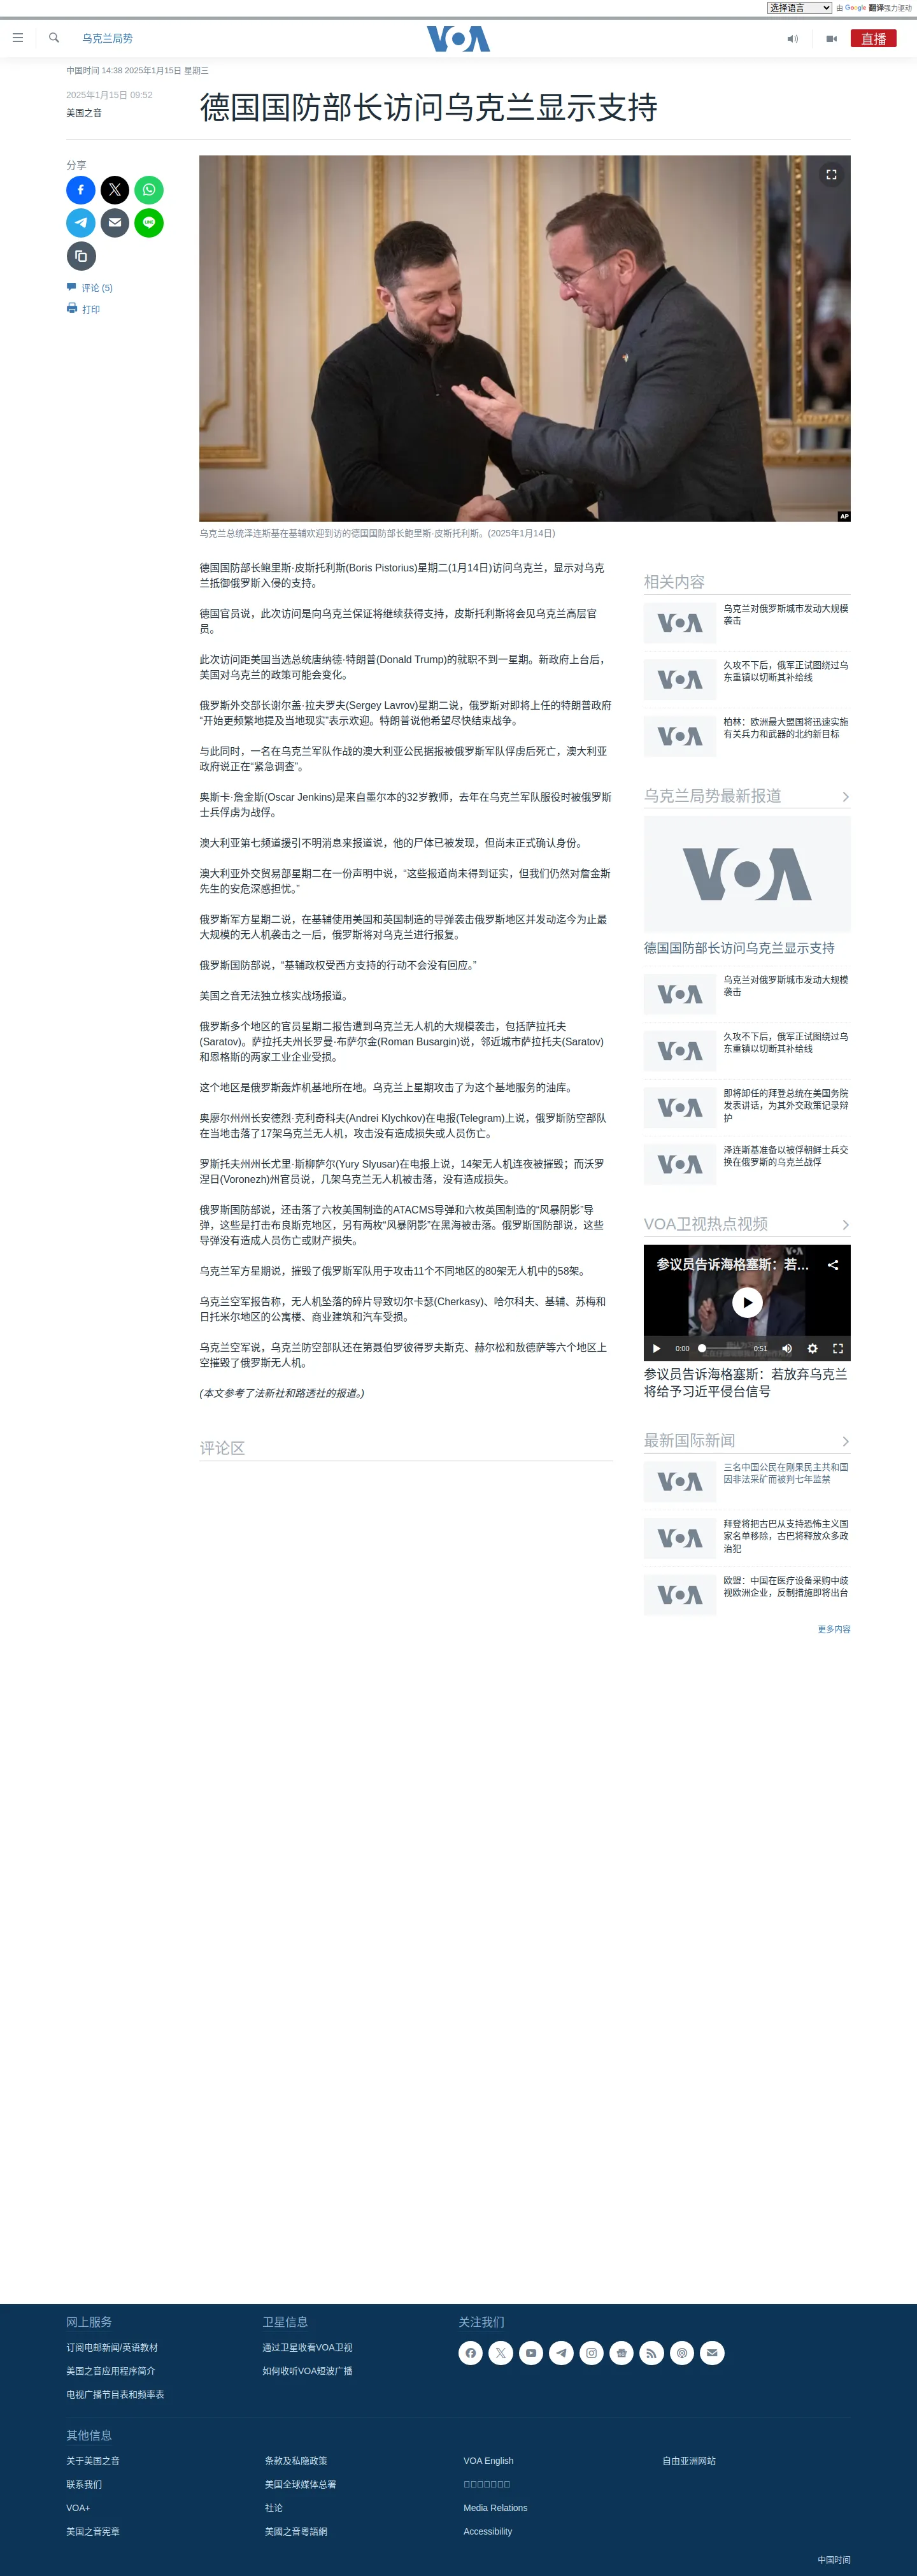 选择语言 由 Google 翻译强力驱动
乌克兰局势
VOA
直播
中国时间 14:38 2025年1月15日 星期三
2025年1月15日 09:52
美国之音
德国国防部长访问乌克兰显示支持
分享
评论 (5)
打印
AP
乌克兰总统泽连斯基在基辅欢迎到访的德国国防部长鲍里斯·皮斯托利斯。(2025年1月14日)
德国国防部长鲍里斯·皮斯托利斯(Boris Pistorius)星期二(1月14日)访问乌克兰，显示对乌克
兰抵御俄罗斯入侵的支持。
德国官员说，此次访问是向乌克兰保证将继续获得支持，皮斯托利斯将会见乌克兰高层官
员。
此次访问距美国当选总统唐纳德·特朗普(Donald Trump)的就职不到一星期。新政府上台后，
美国对乌克兰的政策可能会变化。
俄罗斯外交部长谢尔盖·拉夫罗夫(Sergey Lavrov)星期二说，俄罗斯对即将上任的特朗普政府
“开始更频繁地提及当地现实”表示欢迎。特朗普说他希望尽快结束战争。
与此同时，一名在乌克兰军队作战的澳大利亚公民据报被俄罗斯军队俘虏后死亡，澳大利亚
政府说正在“紧急调查”。
奥斯卡·詹金斯(Oscar Jenkins)是来自墨尔本的32岁教师，去年在乌克兰军队服役时被俄罗斯
士兵俘虏为战俘。
澳大利亚第七频道援引不明消息来报道说，他的尸体已被发现，但尚未正式确认身份。
澳大利亚外交贸易部星期二在一份声明中说，“这些报道尚未得到证实，但我们仍然对詹金斯
先生的安危深感担忧。”
俄罗斯军方星期二说，在基辅使用美国和英国制造的导弹袭击俄罗斯地区并发动迄今为止最
大规模的无人机袭击之一后，俄罗斯将对乌克兰进行报复。
俄罗斯国防部说，“基辅政权受西方支持的行动不会没有回应。”
美国之音无法独立核实战场报道。
俄罗斯多个地区的官员星期二报告遭到乌克兰无人机的大规模袭击，包括萨拉托夫
(Saratov)。萨拉托夫州长罗曼·布萨尔金(Roman Busargin)说，邻近城市萨拉托夫(Saratov)
和恩格斯的两家工业企业受损。
这个地区是俄罗斯轰炸机基地所在地。乌克兰上星期攻击了为这个基地服务的油库。
奥廖尔州州长安德烈·克利奇科夫(Andrei Klychkov)在电报(Telegram)上说，俄罗斯防空部队
在当地击落了17架乌克兰无人机，攻击没有造成损失或人员伤亡。
罗斯托夫州州长尤里·斯柳萨尔(Yury Slyusar)在电报上说，14架无人机连夜被摧毁；而沃罗
涅日(Voronezh)州官员说，几架乌克兰无人机被击落，没有造成损失。
俄罗斯国防部说，还击落了六枚美国制造的ATACMS导弹和六枚英国制造的“风暴阴影”导
弹，这些是打击布良斯克地区，另有两枚“风暴阴影”在黑海被击落。俄罗斯国防部说，这些
导弹没有造成人员伤亡或财产损失。
乌克兰军方星期说，摧毁了俄罗斯军队用于攻击11个不同地区的80架无人机中的58架。
乌克兰空军报告称，无人机坠落的碎片导致切尔卡瑟(Cherkasy)、哈尔科夫、基辅、苏梅和
日托米尔地区的公寓楼、商业建筑和汽车受损。
乌克兰空军说，乌克兰防空部队还在第聂伯罗彼得罗夫斯克、赫尔松和敖德萨等六个地区上
空摧毁了俄罗斯无人机。
(本文参考了法新社和路透社的报道。)
评论区
相关内容
VOA 乌克兰对俄罗斯城市发动大规模
袭击
VOA 久攻不下后，俄军正试图绕过乌
东重镇以切断其补给线
VOA 柏林：欧洲最大盟国将迅速实施
有关兵力和武器的北约新目标
乌克兰局势最新报道
VOA
德国国防部长访问乌克兰显示支持
VOA 乌克兰对俄罗斯城市发动大规模
袭击
VOA 久攻不下后，俄军正试图绕过乌
东重镇以切断其补给线
VOA 即将卸任的拜登总统在美国务院
发表讲话，为其外交政策记录辩
护
VOA 泽连斯基准备以被俘朝鲜士兵交
换在俄罗斯的乌克兰战俘
VOA卫视热点视频
VOA
参议员告诉海格塞斯：若...
0:00 0:51
参议员告诉海格塞斯：若放弃乌克兰
将给予习近平侵台信号
最新国际新闻
VOA 三名中国公民在刚果民主共和国
因非法采矿而被判七年监禁
VOA 拜登将把古巴从支持恐怖主义国
家名单移除，古巴将释放众多政
治犯
VOA 欧盟：中国在医疗设备采购中歧
视欧洲企业，反制措施即将出台
更多内容
网上服务
订阅电邮新闻/英语教材
美国之音应用程序简介
电视广播节目表和频率表
卫星信息
通过卫星收看VOA卫视
如何收听VOA短波广播
关注我们
其他信息
关于美国之音
联系我们
VOA+
美国之音宪章
条款及私隐政策
美国全球媒体总署
社论
美國之音粵語網
VOA English
Media Relations
Accessibility
自由亚洲网站
中国时间